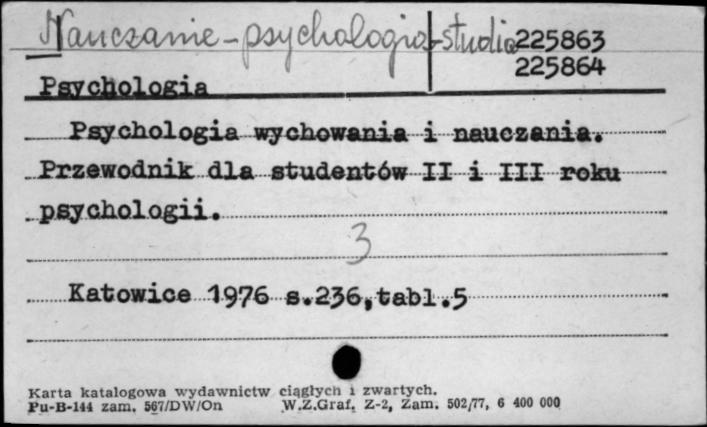 Nauczanie - psychologia - studia 225863
225864
Psychologia
Psychologia wychowania i nauczania.
Przewodnik dla studentów II i III roku
psychologii.
3
Katowice 1976 s.236,tabl.5
Karta katalogowa wydawnictw ciągłych i zwartych.
Pu-B-144 zam. 567/DW/On W.Z.Graf. Z-2, Zam. 502/77, 6 400 000